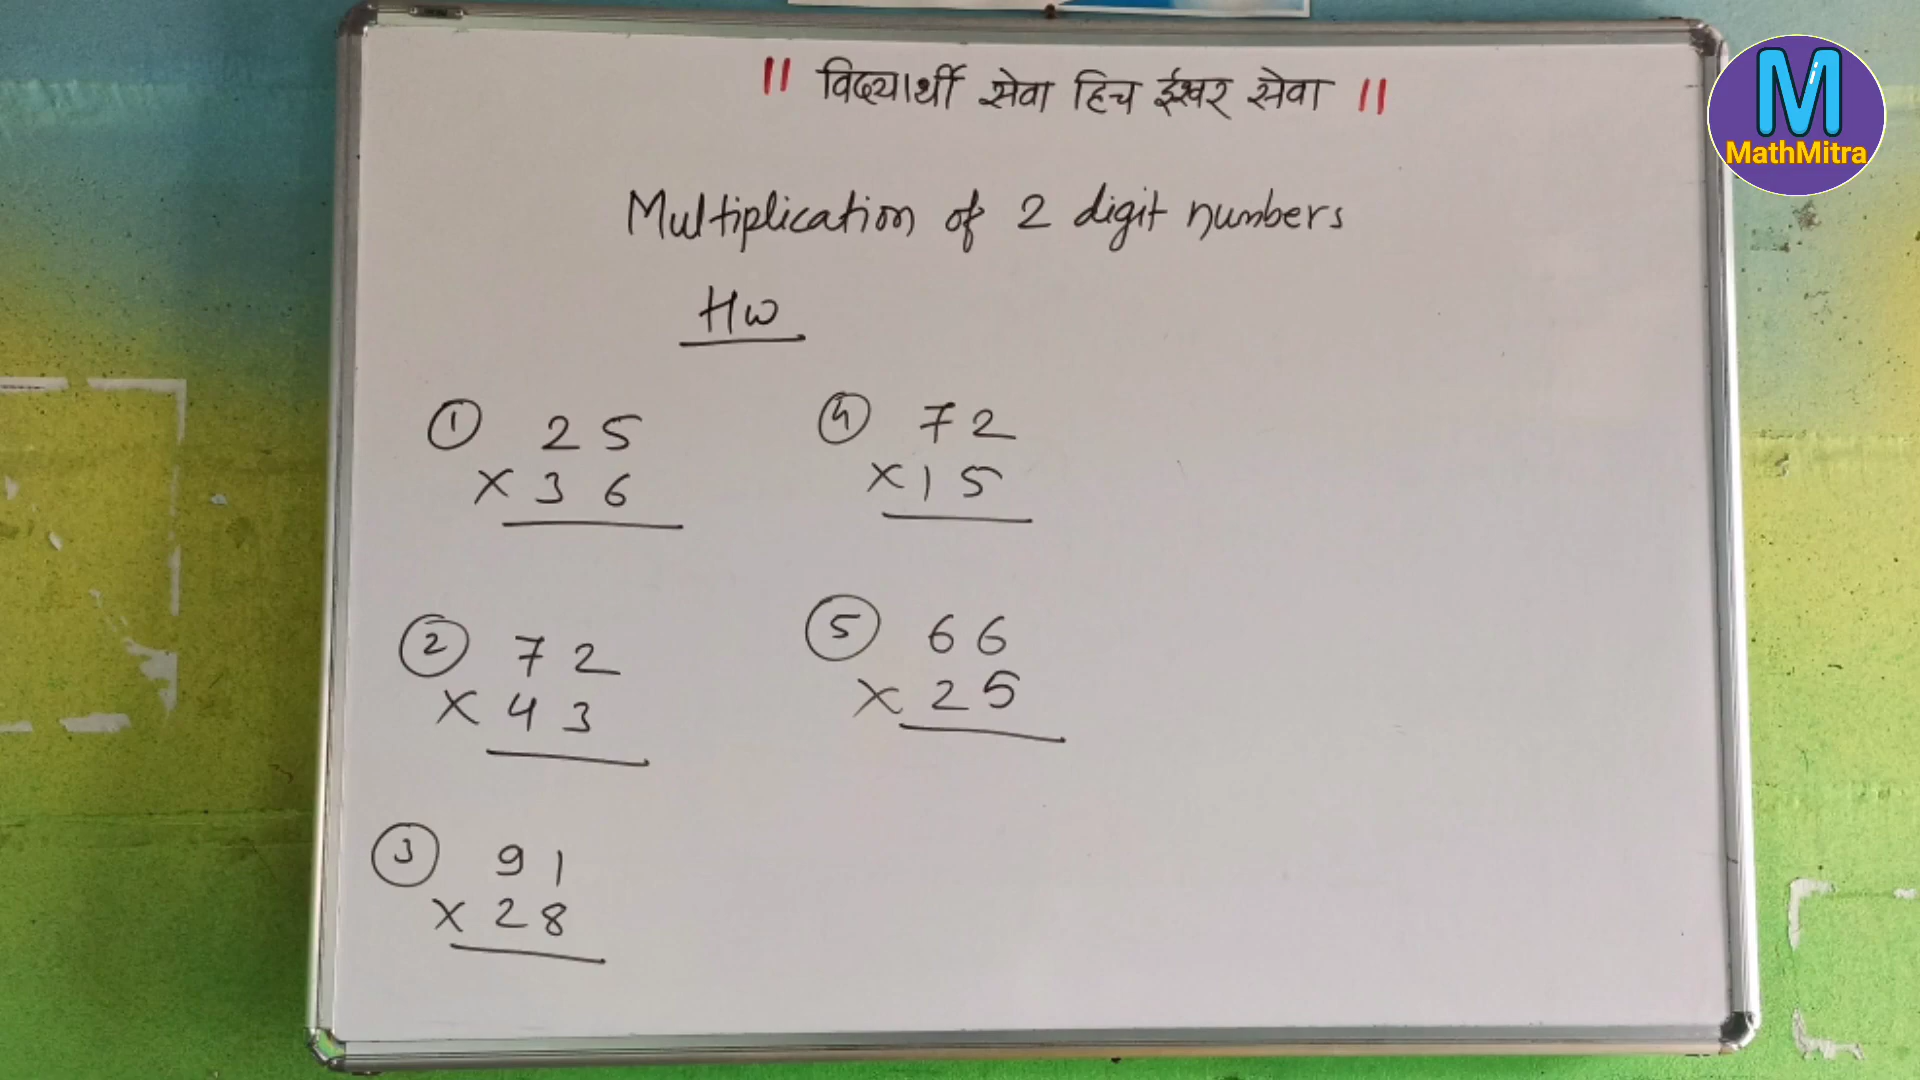 || विद्यार्थी सेवा हिच ईश्वर सेवा ||
M
MathMitra
Multiplication of 2 digit numbers
Hw
① 25
× 36
② 72
× 43
③ 91
× 28
④ 72
× 15
⑤ 66
× 25